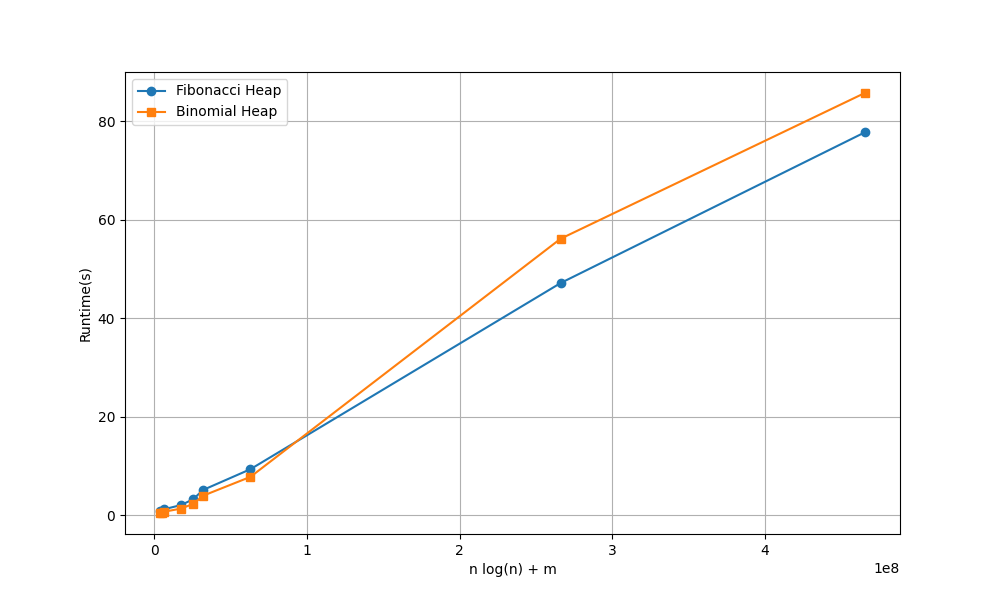 Fibonacci Heap
Binomial Heap
80
60
40
20
0
Runtime(s)
0 1 2 3 4
1e8
n log(n) + m